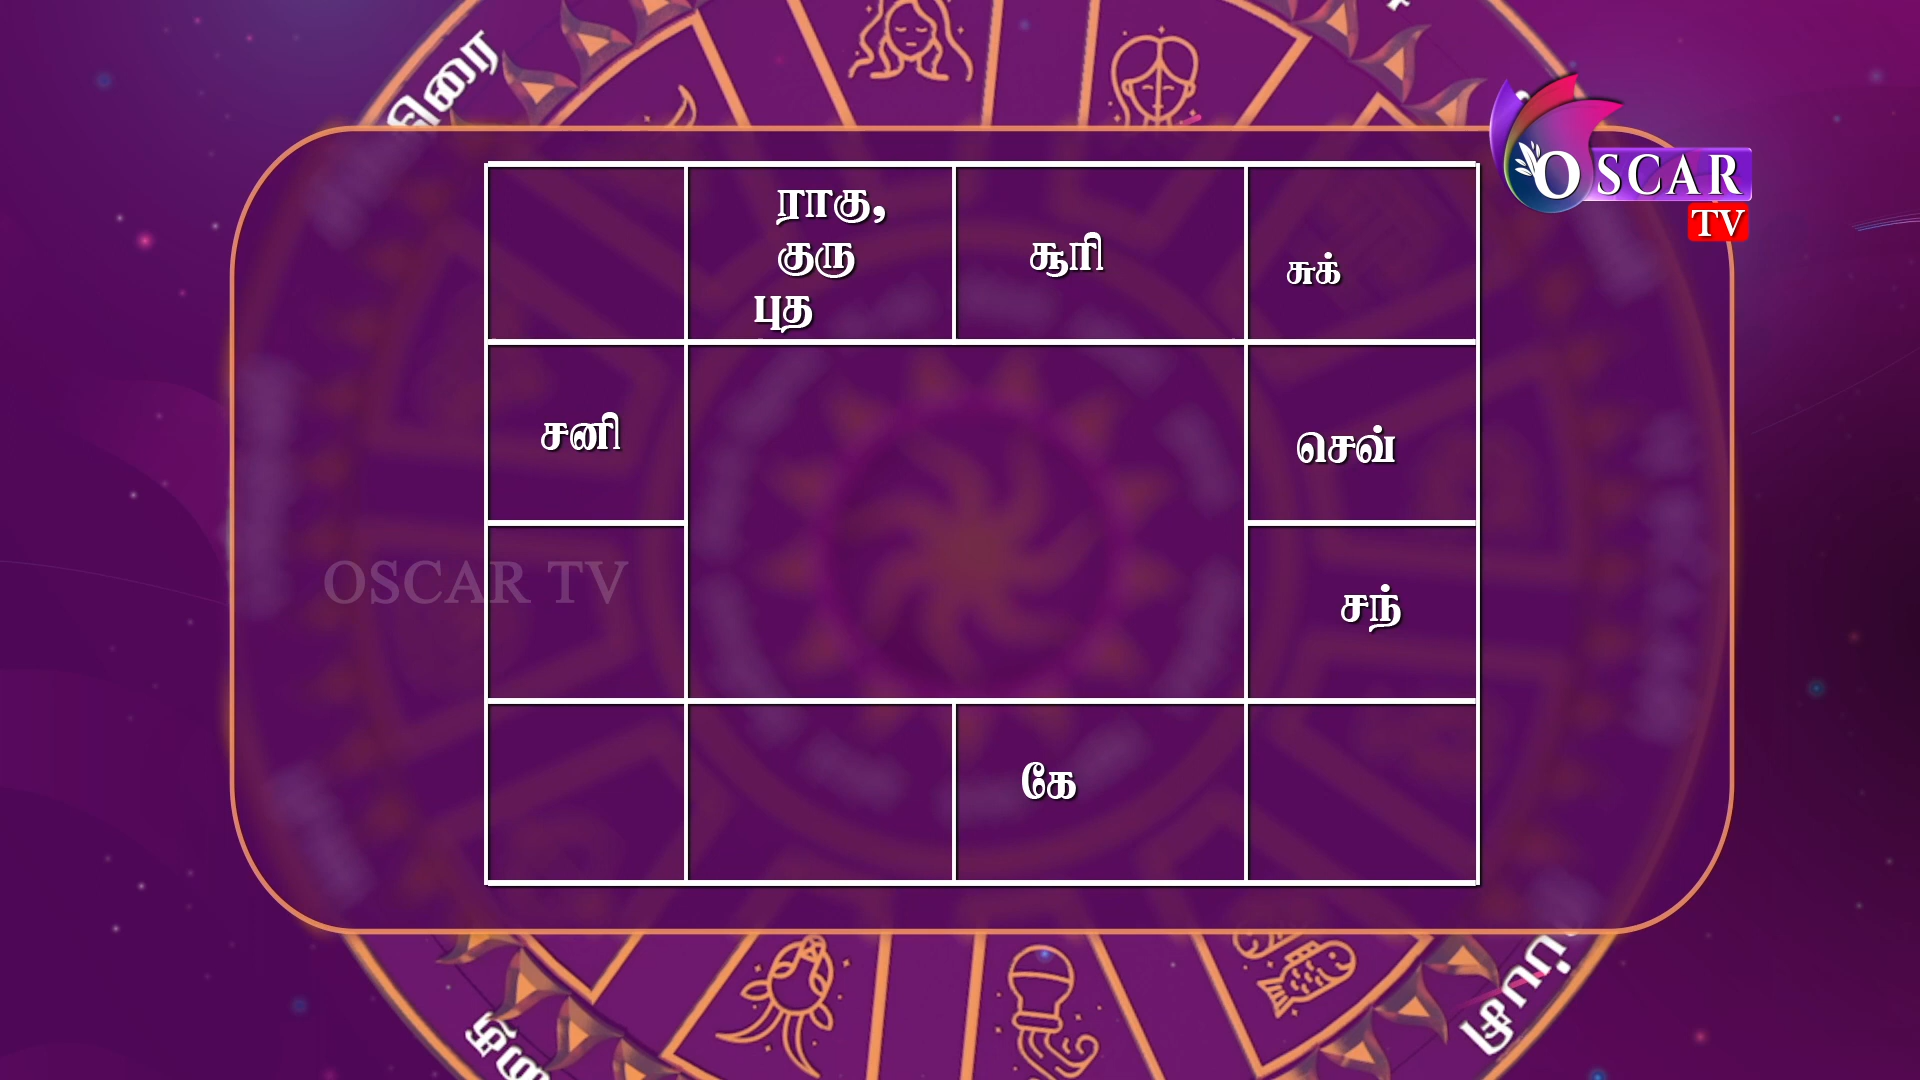 OSCAR
TV
ராகு,
குரு
புத
சூரி
சுக்
சனி
செவ்
OSCAR TV
சந்
கே